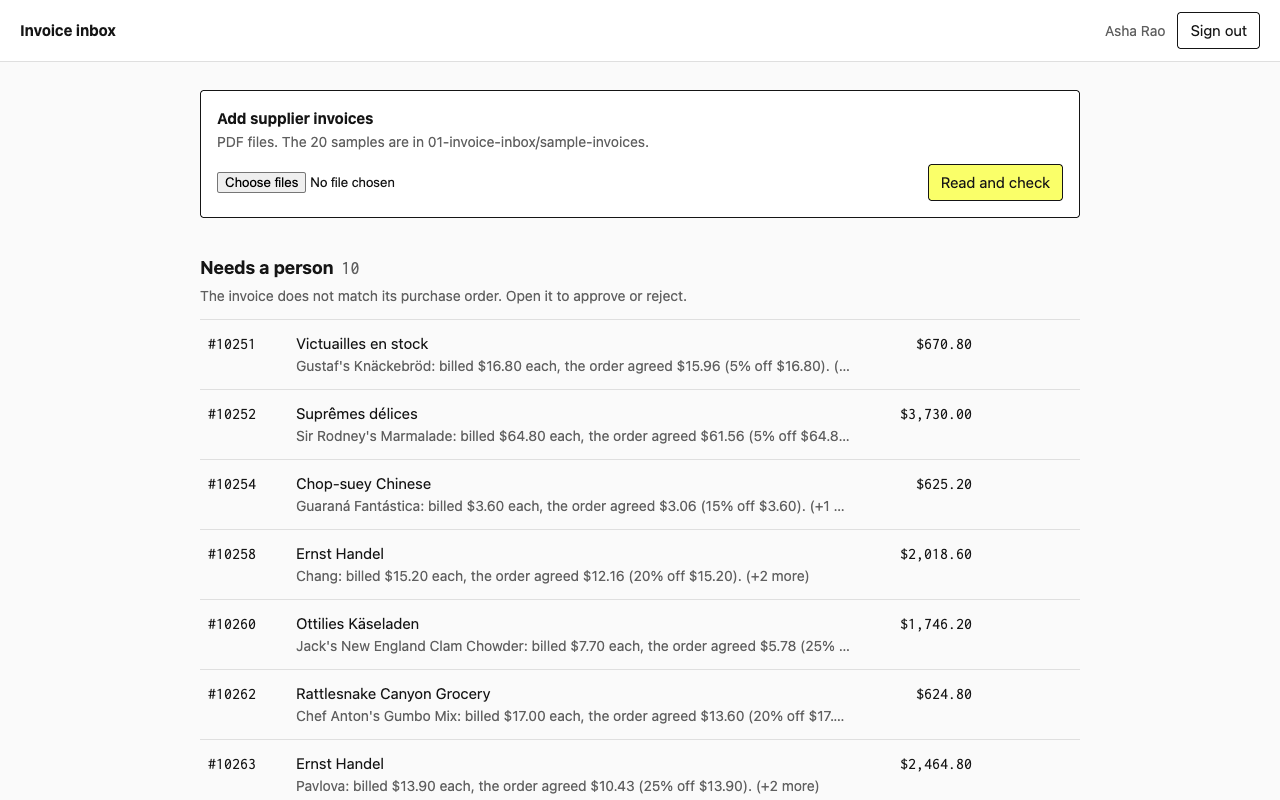 Invoice inbox
Asha Rao
Sign out
Add supplier invoices
PDF files. The 20 samples are in 01-invoice-inbox/sample-invoices.
Choose files No file chosen
Read and check
Needs a person 10
The invoice does not match its purchase order. Open it to approve or reject.
#10251 Victuailles en stock $670.80
Gustaf's Knäckebröd: billed $16.80 each, the order agreed $15.96 (5% off $16.80). (…
#10252 Suprêmes délices $3,730.00
Sir Rodney's Marmalade: billed $64.80 each, the order agreed $61.56 (5% off $64.8…
#10254 Chop-suey Chinese $625.20
Guaraná Fantástica: billed $3.60 each, the order agreed $3.06 (15% off $3.60). (+1 …
#10258 Ernst Handel $2,018.60
Chang: billed $15.20 each, the order agreed $12.16 (20% off $15.20). (+2 more)
#10260 Ottilies Käseladen $1,746.20
Jack's New England Clam Chowder: billed $7.70 each, the order agreed $5.78 (25% …
#10262 Rattlesnake Canyon Grocery $624.80
Chef Anton's Gumbo Mix: billed $17.00 each, the order agreed $13.60 (20% off $17.…
#10263 Ernst Handel $2,464.80
Pavlova: billed $13.90 each, the order agreed $10.43 (25% off $13.90). (+2 more)